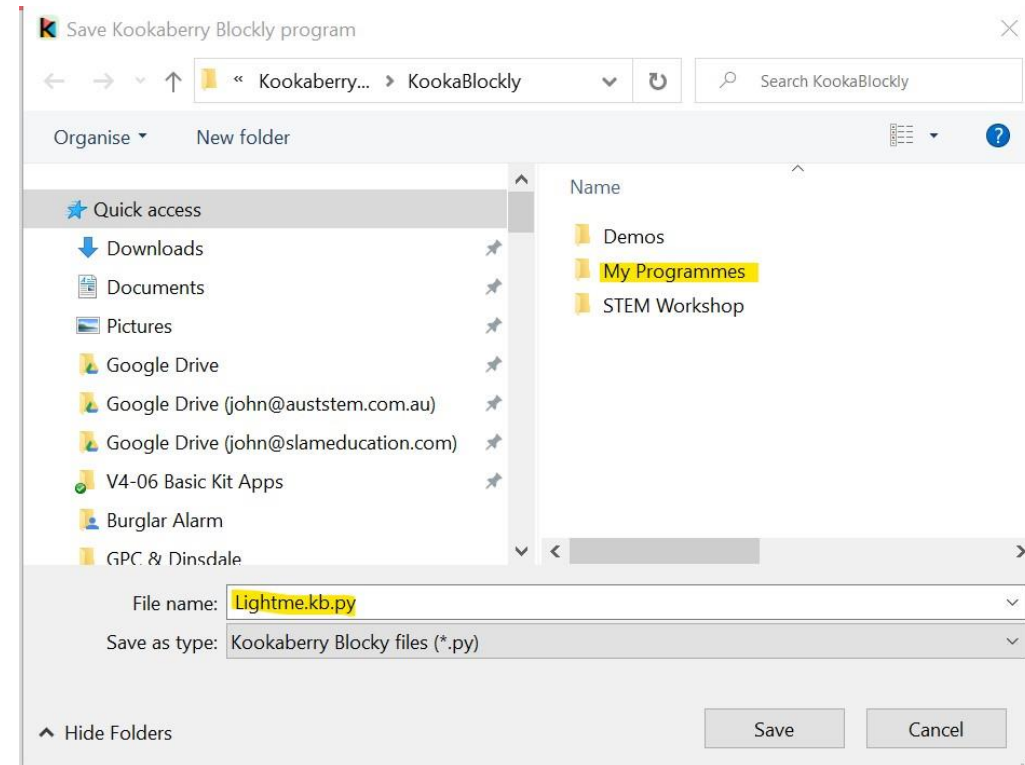 Save Kookaberry Blockly program
« Kookaberry... > KookaBlockly
Search KookaBlockly
Organise
New folder
?
Quick access
Downloads
Documents
Pictures
Google Drive
Google Drive (john@auststem.com.au)
Google Drive (john@slameducation.com)
V4-06 Basic Kit Apps
Burglar Alarm
GPC & Dinsdale
Name
Demos
My Programmes
STEM Workshop
File name: Lightme.kb.py
Save as type: Kookaberry Blocky files (*.py)
Hide Folders
Save
Cancel